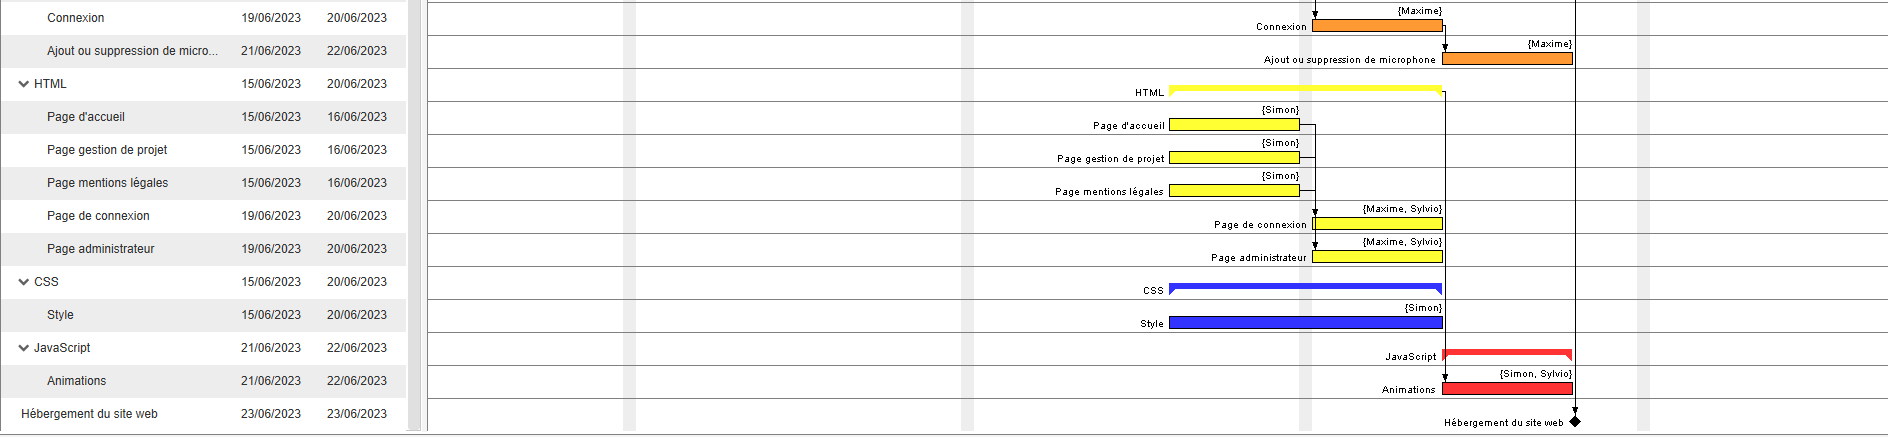 Connexion 19/06/2023 20/06/2023
{Maxime}
Connexion
Ajout ou suppression de micro... 21/06/2023 22/06/2023
{Maxime}
Ajout ou suppression de microphone
HTML 15/06/2023 20/06/2023
HTML
Page d'accueil 15/06/2023 16/06/2023
{Simon}
Page d'accueil
Page gestion de projet 15/06/2023 16/06/2023
{Simon}
Page gestion de projet
Page mentions légales 15/06/2023 16/06/2023
{Simon}
Page mentions légales
Page de connexion 19/06/2023 20/06/2023
{Maxime, Sylvio}
Page de connexion
Page administrateur 19/06/2023 20/06/2023
{Maxime, Sylvio}
Page administrateur
CSS 15/06/2023 20/06/2023
CSS
Style 15/06/2023 20/06/2023
{Simon}
Style
JavaScript 21/06/2023 22/06/2023
JavaScript
Animations 21/06/2023 22/06/2023
{Simon, Sylvio}
Animations
Hébergement du site web 23/06/2023 23/06/2023
Hébergement du site web